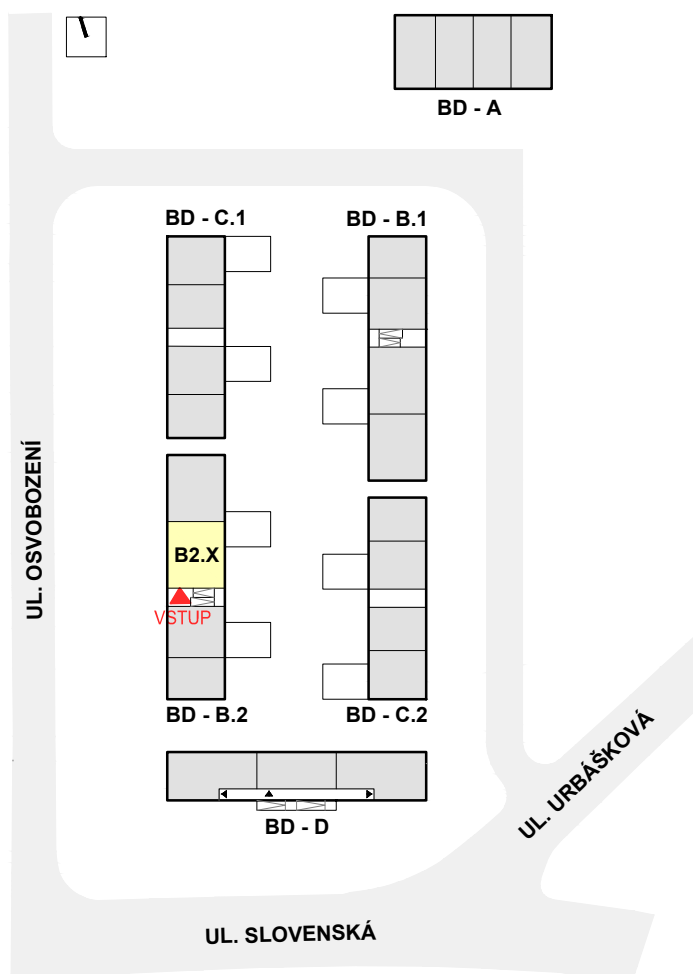 BD - A
BD - C.1
BD - B.1
UL. OSVOBOZENÍ
B2.X
VSTUP
BD - B.2
BD - C.2
UL. URBÁŠKOVÁ
BD - D
UL. SLOVENSKÁ